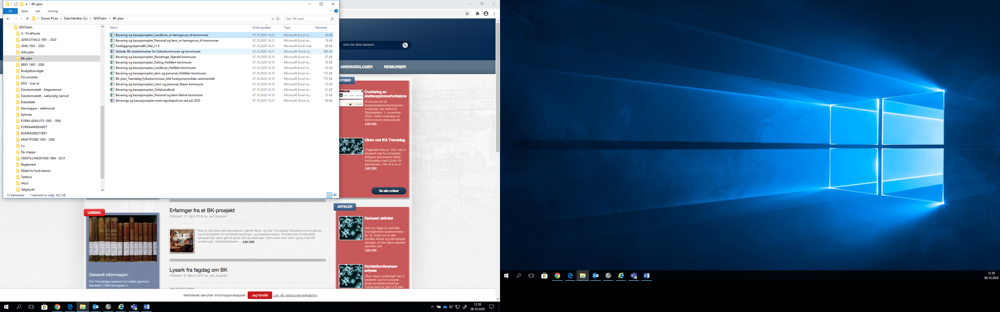 BK-plan
Fil Hjem Del Visning
Denne PCen Data Meråker (S:) SENTadm BK-plan
Søk i BK-plan
SENTadm
A -Til ePhorte
ADM.UTVALG 1991 - 2020
AMU 1993 - 2020
Arkivplan
BK-plan
BREV 1993 - 2000
Budsjettutvalget
Documaster
EDU - Svar ut
Eiendomsskatt - klagenemnd
Eiendomsskatt - sakkyndig nemnd
Eldrerådet
Elevmapper - elektronisk
Ephorte
FORM-ADM.UTV 1995 - 1999
FORMANNSKAPET
KOMMUNESTYRET
KRAFTFOND 1993 - 2000
Liv
Ny mappe
OMSTILLINGSFOND 1994 - 2014
Reglement
Rådet for funk.hemm
Telefoni
VALG
Valgstyret
Navn Endringsdato Type Størrelse
Bevaring og kassasjonsplan_Landbruk_m høringssvar_til kommuner 07.10.2020 14.23 Microsoft Excel-re... 46 kB
Bevaring og kassasjonsplan_Personal og lønn_m høringssvar_til kommuner 07.10.2020 14.23 Microsoft Excel-re... 74 kB
KartleggingsskjemaBK_Mal_v1.0 07.10.2020 14.21 Microsoft Excel-mal 98 kB
Veileder BK-bestemmelser for fylkeskommuner og kommuner 07.10.2020 14.21 Microsoft Word-d... 268 kB
Bevaring og kassasjonsplan_Barnehage_Stjørdal kommune 07.10.2020 14.19 Microsoft Excel-re... 47 kB
Bevaring og kassasjonsplan_Deling_Holtålen kommune 07.10.2020 14.19 Microsoft Excel-re... 36 kB
Bevaring og kassasjonsplan_Landbruk_Holtålen kommune 07.10.2020 14.19 Microsoft Excel-re... 42 kB
Bevaring og kassasjonsplan_lønn og personal_Holtålen kommune 07.10.2020 14.19 Microsoft Excel-re... 135 kB
BK-plan_Trøndelag fylkeskommune_Alle funksjonsområder sammenstilt 07.10.2020 14.19 Microsoft Excel-re... 770 kB
Bevaring og kassasjonsplan_Lønn og personal_Skaun kommune 07.10.2020 14.19 Microsoft Excel-re... 53 kB
Bevaring og kassasjonsplan_OrklaLandbruk 07.10.2020 14.19 Microsoft Excel-re... 41 kB
Bevaring og kassasjonsplan_Personal og lønn Malvik kommune 07.10.2020 14.19 Microsoft Excel-re... 73 kB
Bevarings og kassasjonsplan med regnskapslover red juli 2020 07.10.2020 10.23 Microsoft Word-d... 99 kB
13 elementer 1 element er valgt 45,2 kB
skriv inn dine søkeord ....
ARKIVKATALOGER RESSURSER
OTISER
Overføring av
skatteoppkreverfunksjone
Vi minner om at
skatteoppkreverfunksjonen
overføres i sin helhet til
Skatteetaten 1. november
2020. Dette innebærer at
kommunene skal avslutte
Les mer.
Våren ved IKA Trøndelag
I fagledermøte av 15/4, har vi
bestemt oss for å fotsette
tidligere annonserte tiltak i
forbindelse med Covid 19-
pandemien. Det vil si at vi
Les mer.
Se alle notiser
LESESAL
Generell informasjon:
IKA Trøndelags bestand formidles gjennom
lesesalen i Båtmannsgata 4.
Erfaringer fra et BK-prosjekt
Publisert: 11. April 2018 by: pal_langoien
Noe av det siste Arkivtjenestene i gamle Nord- og Sør-Trøndelag fylkeskommuner gjorde,
var å ferdigstille en komplett bevarings- og kassasjonsplan. Daværende konstituerte
fylkesarkivar deler gjerne gode råd og erfaringer med andre som skal i gang med BK-
vurderinger. Sukesssfaktorer … Les mer.
Lysark fra fagdag om BK
Publisert: 9. March 2017 by: pal_langoien
ARTIKLER
Redusert aktivitet
Som en følge av sentrale
myndigheters bestemmelse
av 12. mars om at alle
landets skoler og barnehager
stenger, vil det være redusert
aktivitet ved
Les mer.
Kontaktkonferansen
avlyses
Etter nøye vurderinger har vi
bestemt oss for å avlyse
årets kontaktkonferanse.
Varsel skal ha gått ut til alle
Nettstedet benytter informasjonskapsler. Jeg forstår Les vår personvernerklæring
12.59
08.10.2020
12.59
08.10.2020